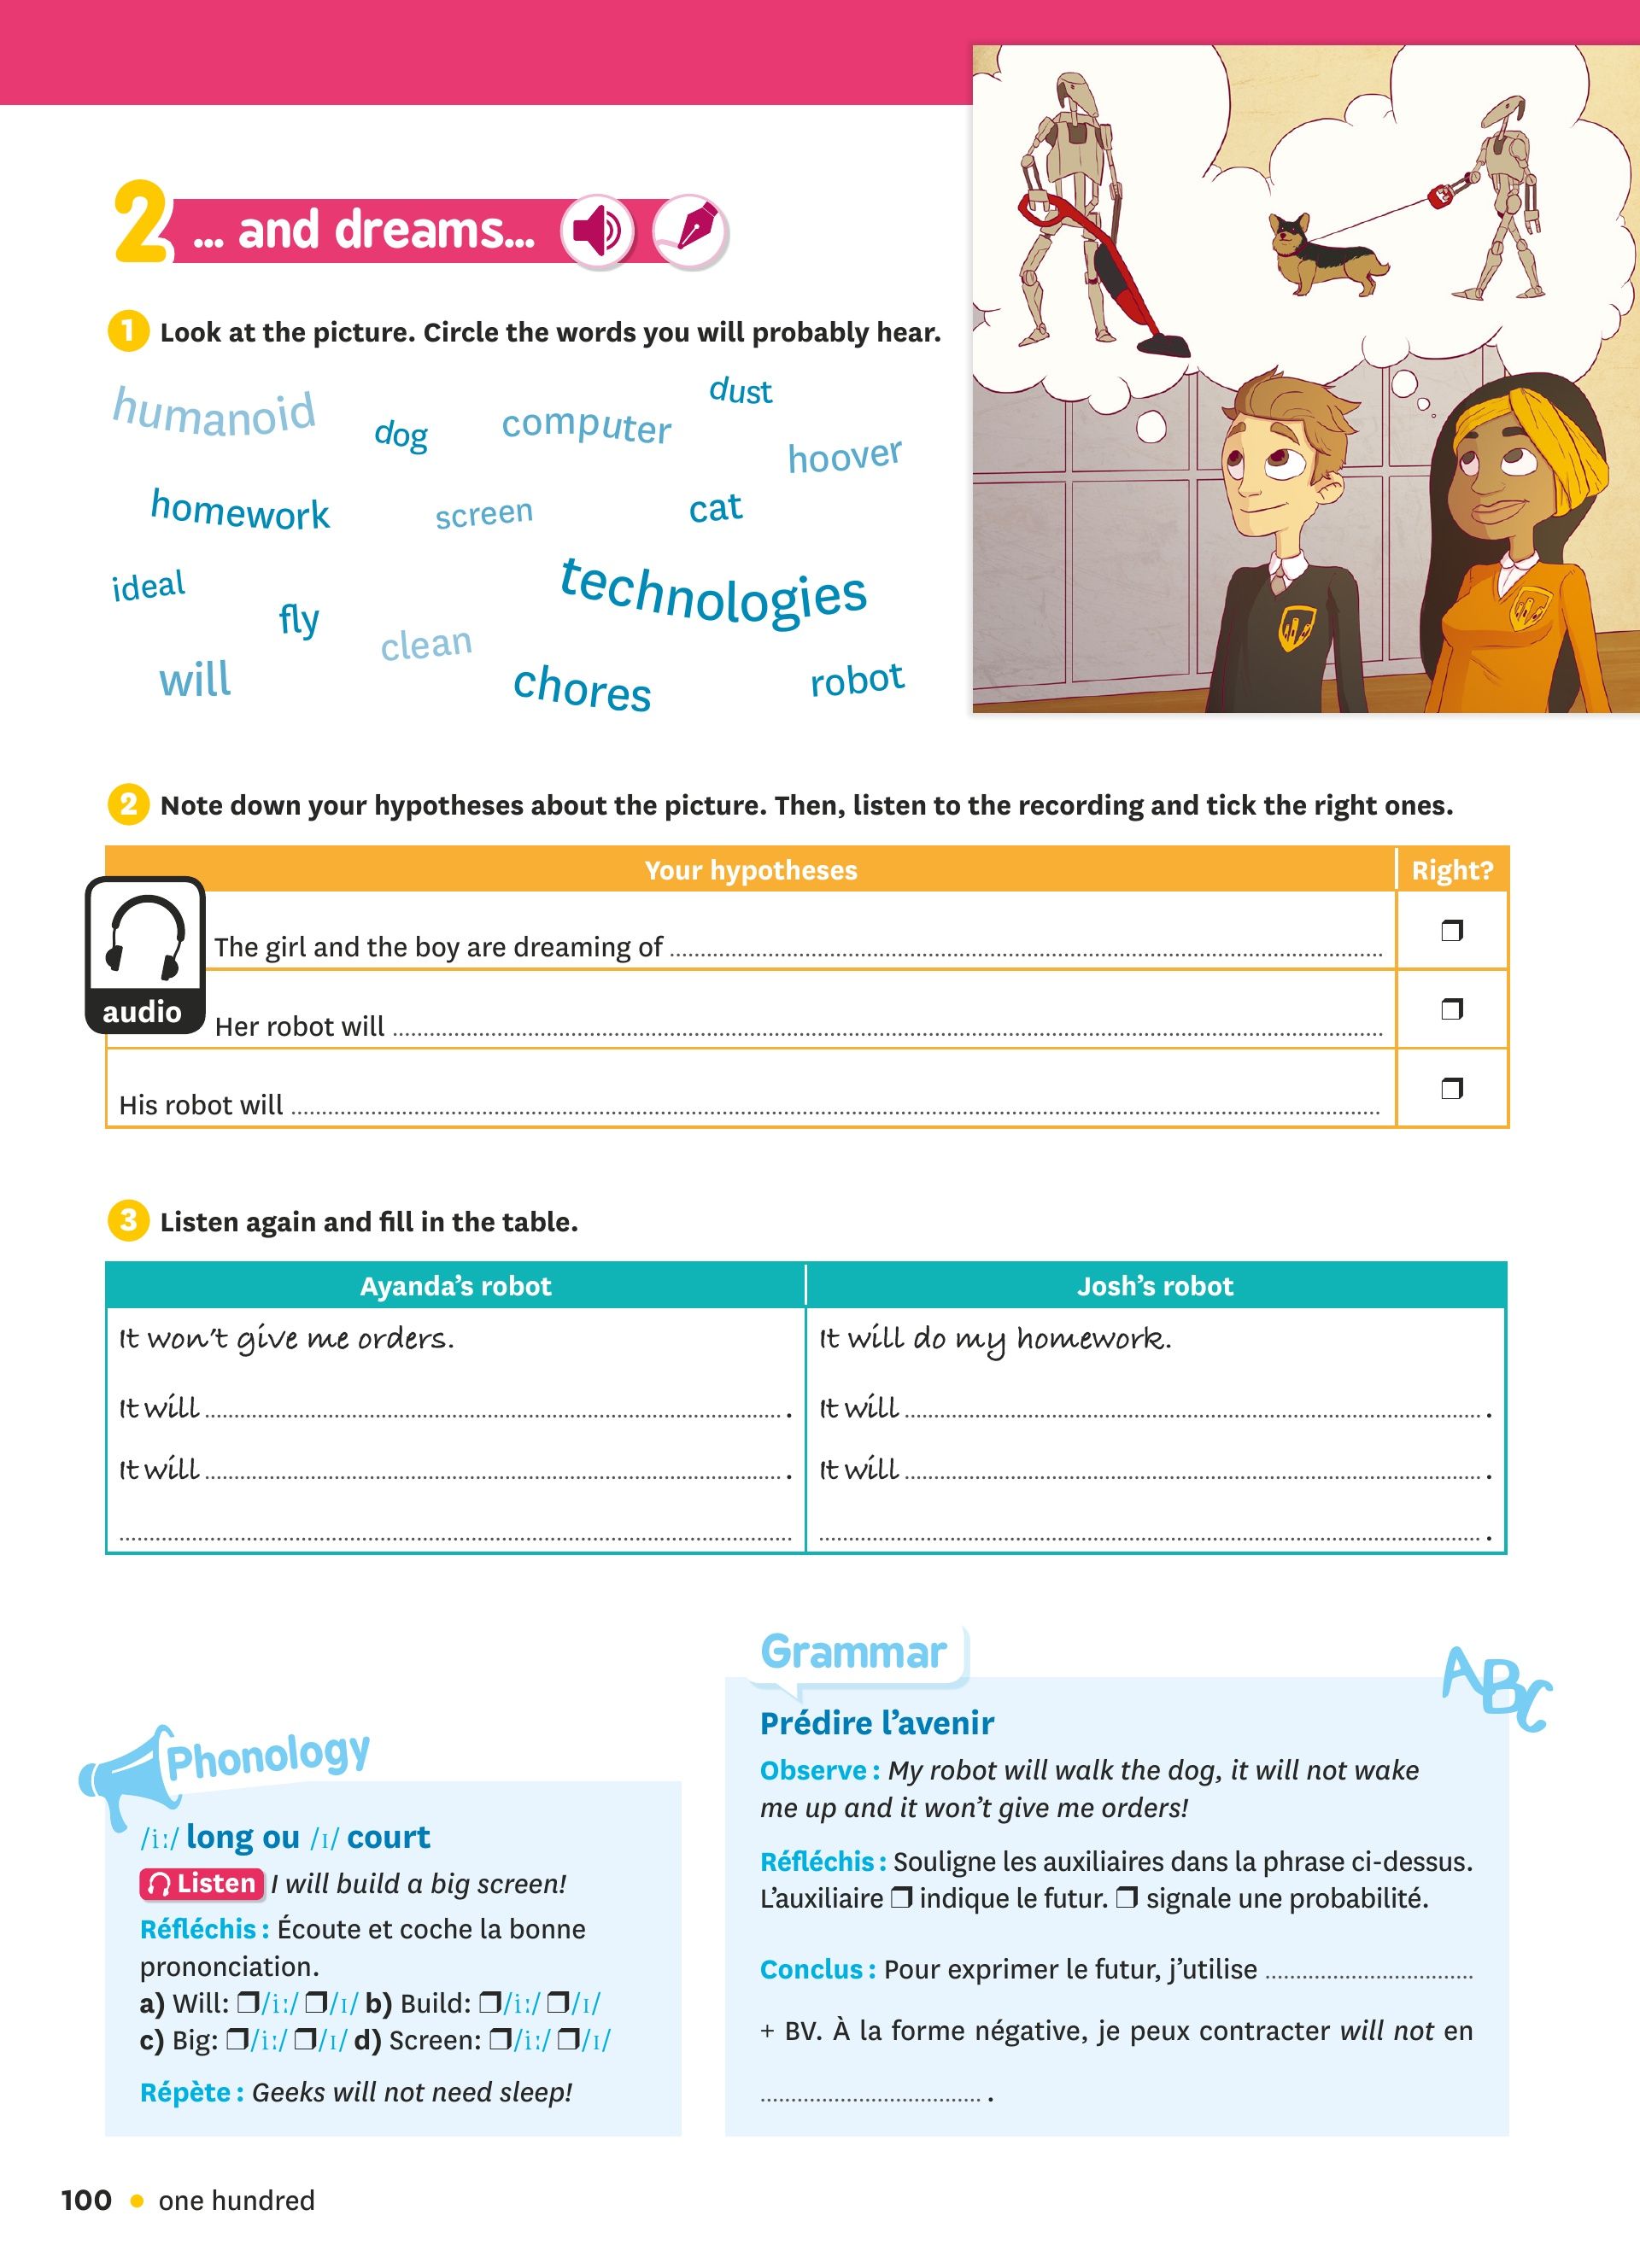 2 ... and dreams...
1 Look at the picture. Circle the words you will probably hear.
humanoid
dog
computer
dust
hoover
homework
screen
cat
ideal
fly
clean
technologies
will
chores
robot
2 Note down your hypotheses about the picture. Then, listen to the recording and tick the right ones.
Your hypotheses Right?
audio
The girl and the boy are dreaming of ........ ❒
Her robot will ........ ❒
His robot will ........ ❒
3 Listen again and fill in the table.
Ayanda's robot Josh's robot
It won't give me orders. It will do my homework.
It will ........ . It will ........ .
It will ........ . It will ........ .
........ ........ .
Phonology
/iː/ long ou /ɪ/ court
Listen I will build a big screen!
Réfléchis : Écoute et coche la bonne
prononciation.
a) Will: ❒/iː/ ❒/ɪ/ b) Build: ❒/iː/ ❒/ɪ/
c) Big: ❒/iː/ ❒/ɪ/ d) Screen: ❒/iː/ ❒/ɪ/
Répète : Geeks will not need sleep!
Grammar
ABC
Prédire l'avenir
Observe : My robot will walk the dog, it will not wake
me up and it won't give me orders!
Réfléchis : Souligne les auxiliaires dans la phrase ci-dessus.
L'auxiliaire ❒ indique le futur. ❒ signale une probabilité.
Conclus : Pour exprimer le futur, j'utilise ........
+ BV. À la forme négative, je peux contracter will not en
........ .
100 • one hundred